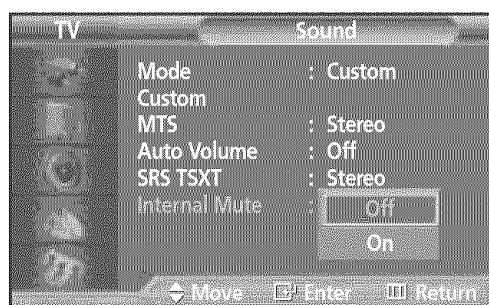 TV Sound
Mode : Custom
Custom
MTS : Stereo
Auto Volume : Off
SRS TSXT : Stereo
Internal Mute : Off
On
Move Enter Return